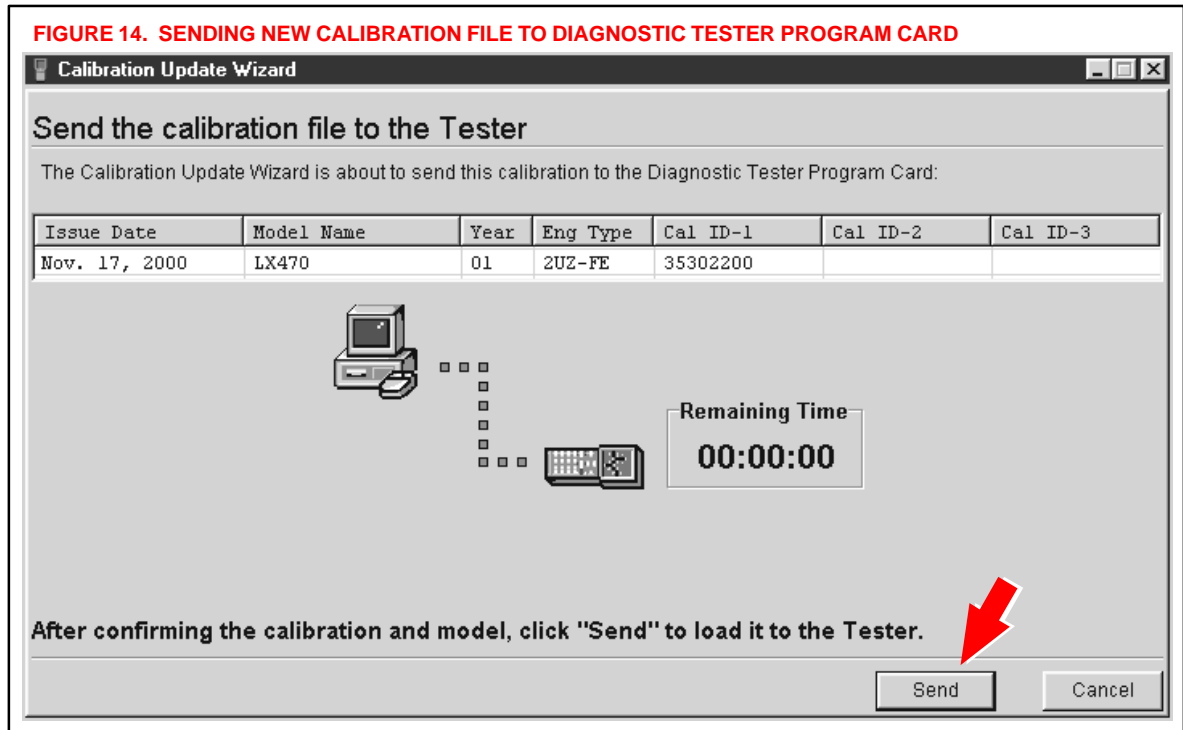 FIGURE 14. SENDING NEW CALIBRATION FILE TO DIAGNOSTIC TESTER PROGRAM CARD
Calibration Update Wizard
Send the calibration file to the Tester
The Calibration Update Wizard is about to send this calibration to the Diagnostic Tester Program Card:
Issue Date Model Name Year Eng Type Cal ID-1 Cal ID-2 Cal ID-3
Nov. 17, 2000 LX470 01 2UZ-FE 35302200
Remaining Time
00:00:00
After confirming the calibration and model, click "Send" to load it to the Tester.
Send Cancel